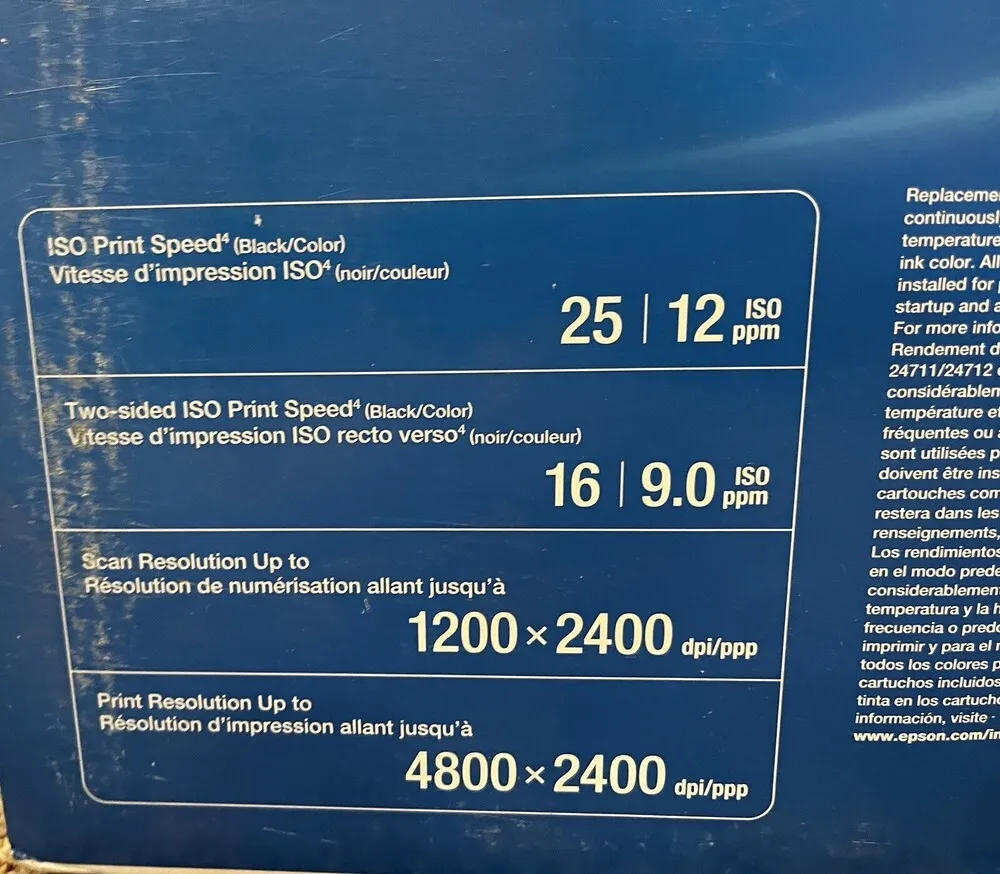 ISO Print Speed⁴ (Black/Color)
Vitesse d'impression ISO⁴ (noir/couleur)
25 | 12 ISO ppm
Two-sided ISO Print Speed⁴ (Black/Color)
Vitesse d'impression ISO recto verso⁴ (noir/couleur)
16 | 9.0 ISO ppm
Scan Resolution Up to
Résolution de numérisation allant jusqu'à
1200 × 2400 dpi/ppp
Print Resolution Up to
Résolution d'impression allant jusqu'à
4800 × 2400 dpi/ppp
Replaceme
continuousl
temperature
ink color. All
installed for
startup and a
For more info
Rendement d
24711/24712
considérablen
température et
fréquentes ou
sont utilisées p
doivent être ins
cartouches com
restera dans les
renseignements,
Los rendimientos
en el modo prede
considerablemen
temperatura y la h
frecuencia o predo
imprimir y para el
todos los colores p
cartuchos incluidos
tinta en los cartucho
información, visite
www.epson.com/in